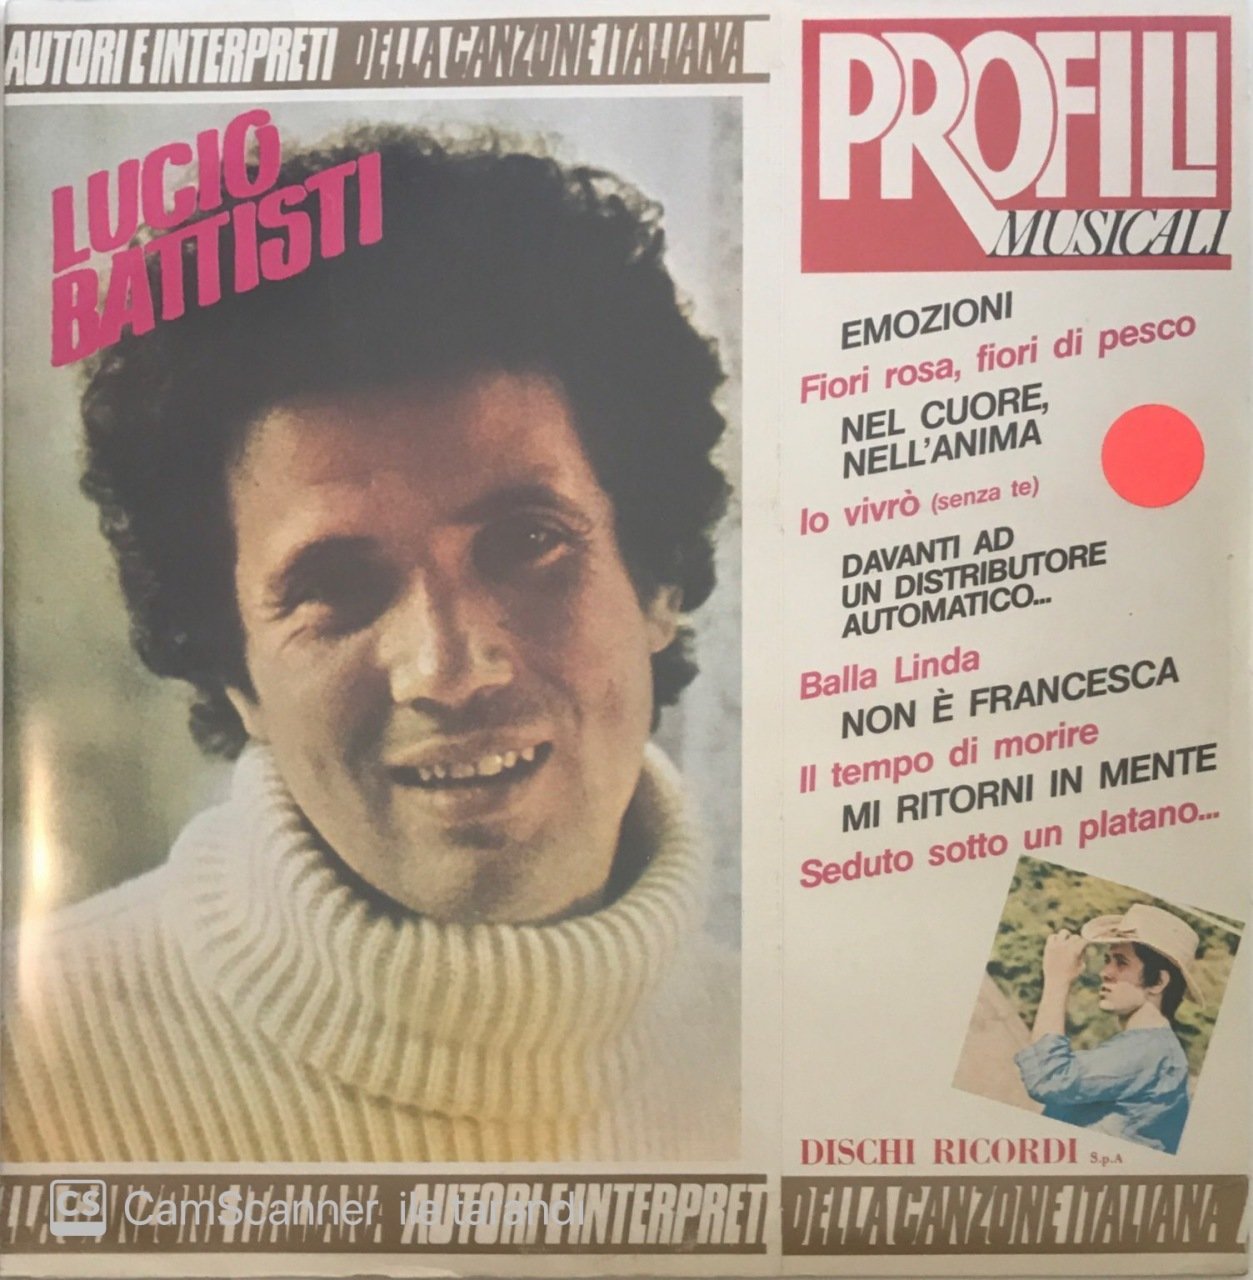 AUTORI E INTERPRETI DELLA CANZONE ITALIANA
LUCIO
BATTISTI
PROFILI
MUSICALI
EMOZIONI
Fiori rosa, fiori di pesco
NEL CUORE,
NELL'ANIMA
Io vivrò (senza te)
DAVANTI AD
UN DISTRIBUTORE
AUTOMATICO...
Balla Linda
NON È FRANCESCA
Il tempo di morire
MI RITORNI IN MENTE
Seduto sotto un platano...
DISCHI RICORDI S.p.A
AUTORI E INTERPRETI DELLA CANZONE ITALIANA
CS CamScanner